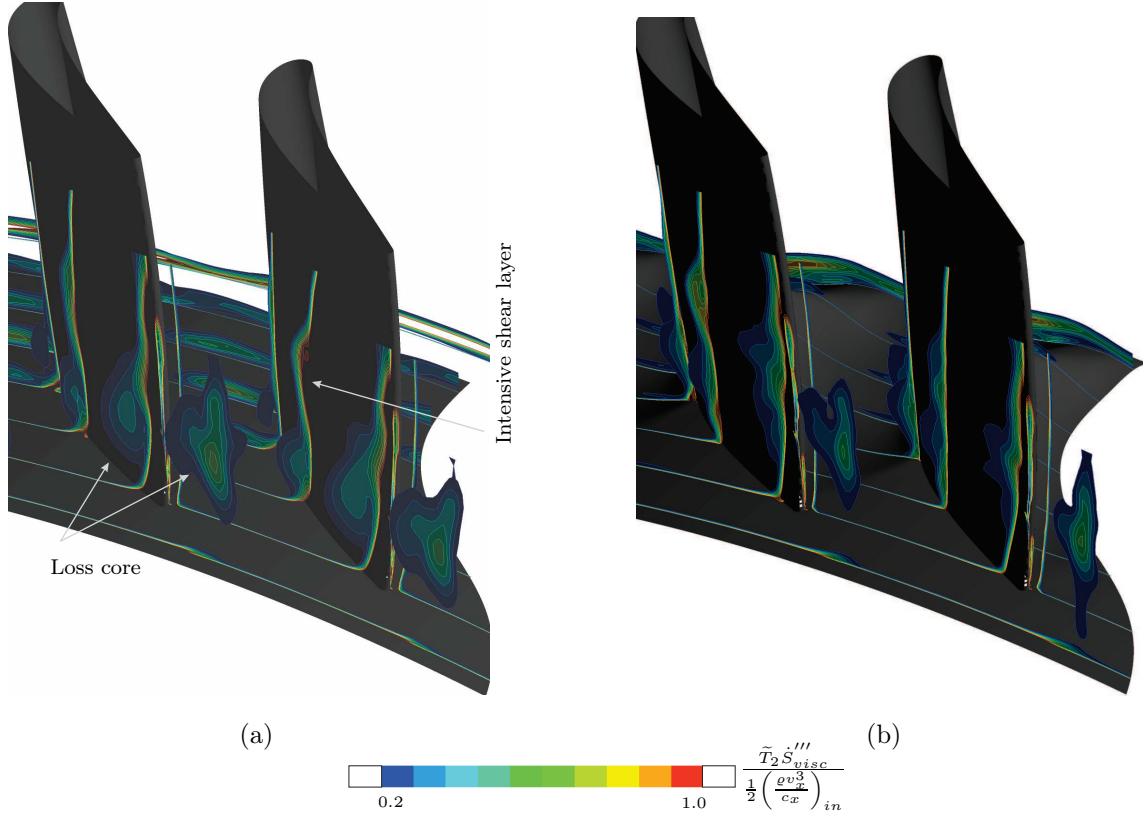 Intensive shear layer
Loss core
(a)
(b)
0.2
1.0
\frac{\widetilde{T}_2 \dot{S}'''_{visc}}{\frac{1}{2}\left(\frac{\varrho v_x^3}{c_x}\right)_{in}}